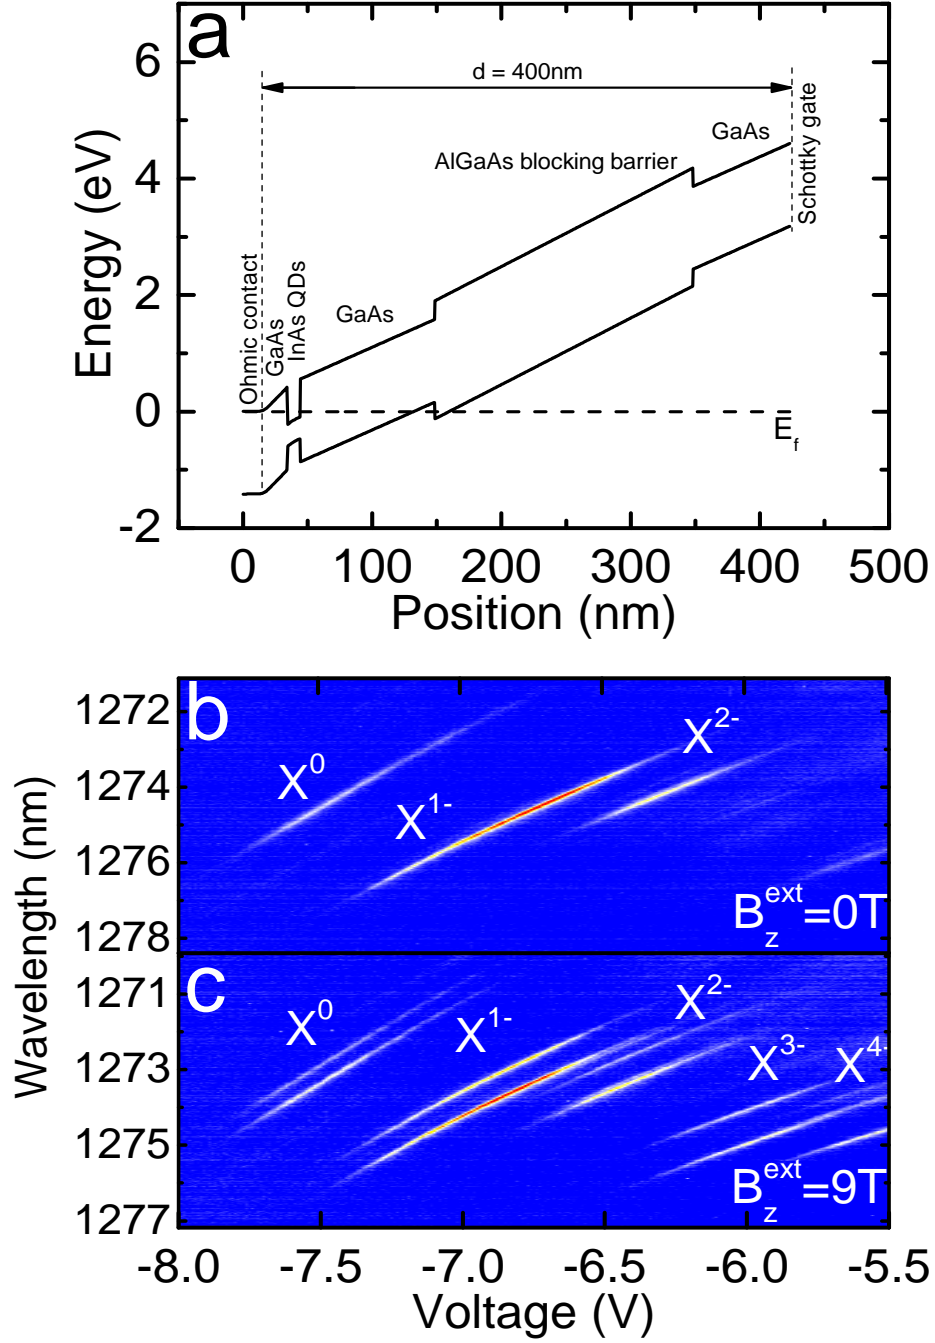 a
6
4
2
0
-2
Energy (eV)
d = 400nm
Ohmic contact
GaAs
InAs QDs
GaAs
AlGaAs blocking barrier
GaAs
Schottky gate
E_f
0 100 200 300 400 500
Position (nm)
b
1272
1274
1276
1278
X^0
X^1-
X^2-
B_z^ext=0T
Wavelength (nm)
c
1271
1273
1275
1277
X^0
X^1-
X^2-
X^3-
X^4-
B_z^ext=9T
-8.0 -7.5 -7.0 -6.5 -6.0 -5.5
Voltage (V)